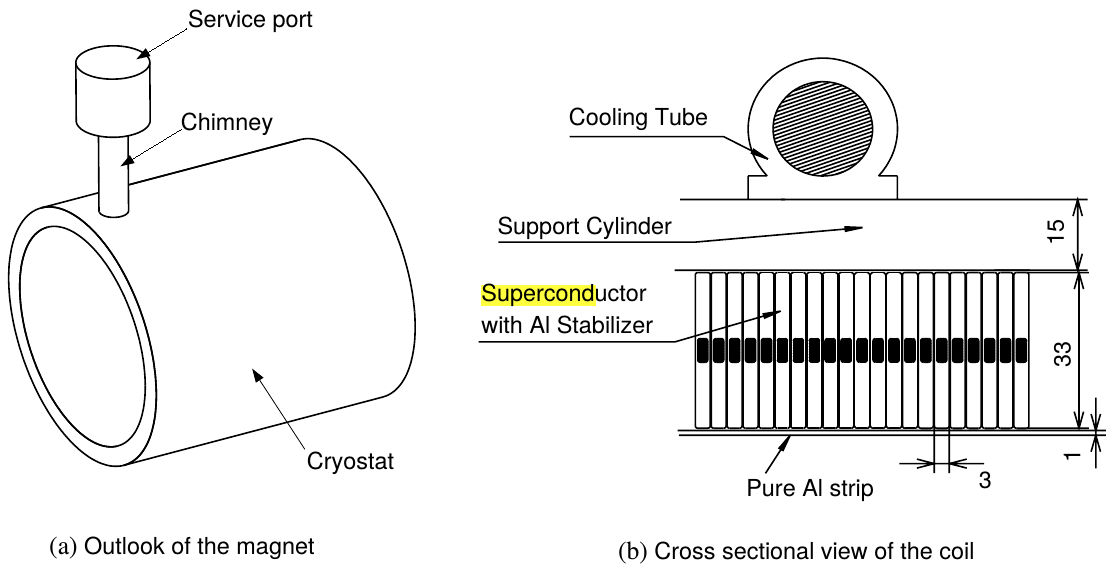 Service port
Chimney
Cryostat
(a) Outlook of the magnet
Cooling Tube
Support Cylinder
15
Superconductor
with Al Stabilizer
33
1
3
Pure Al strip
(b) Cross sectional view of the coil